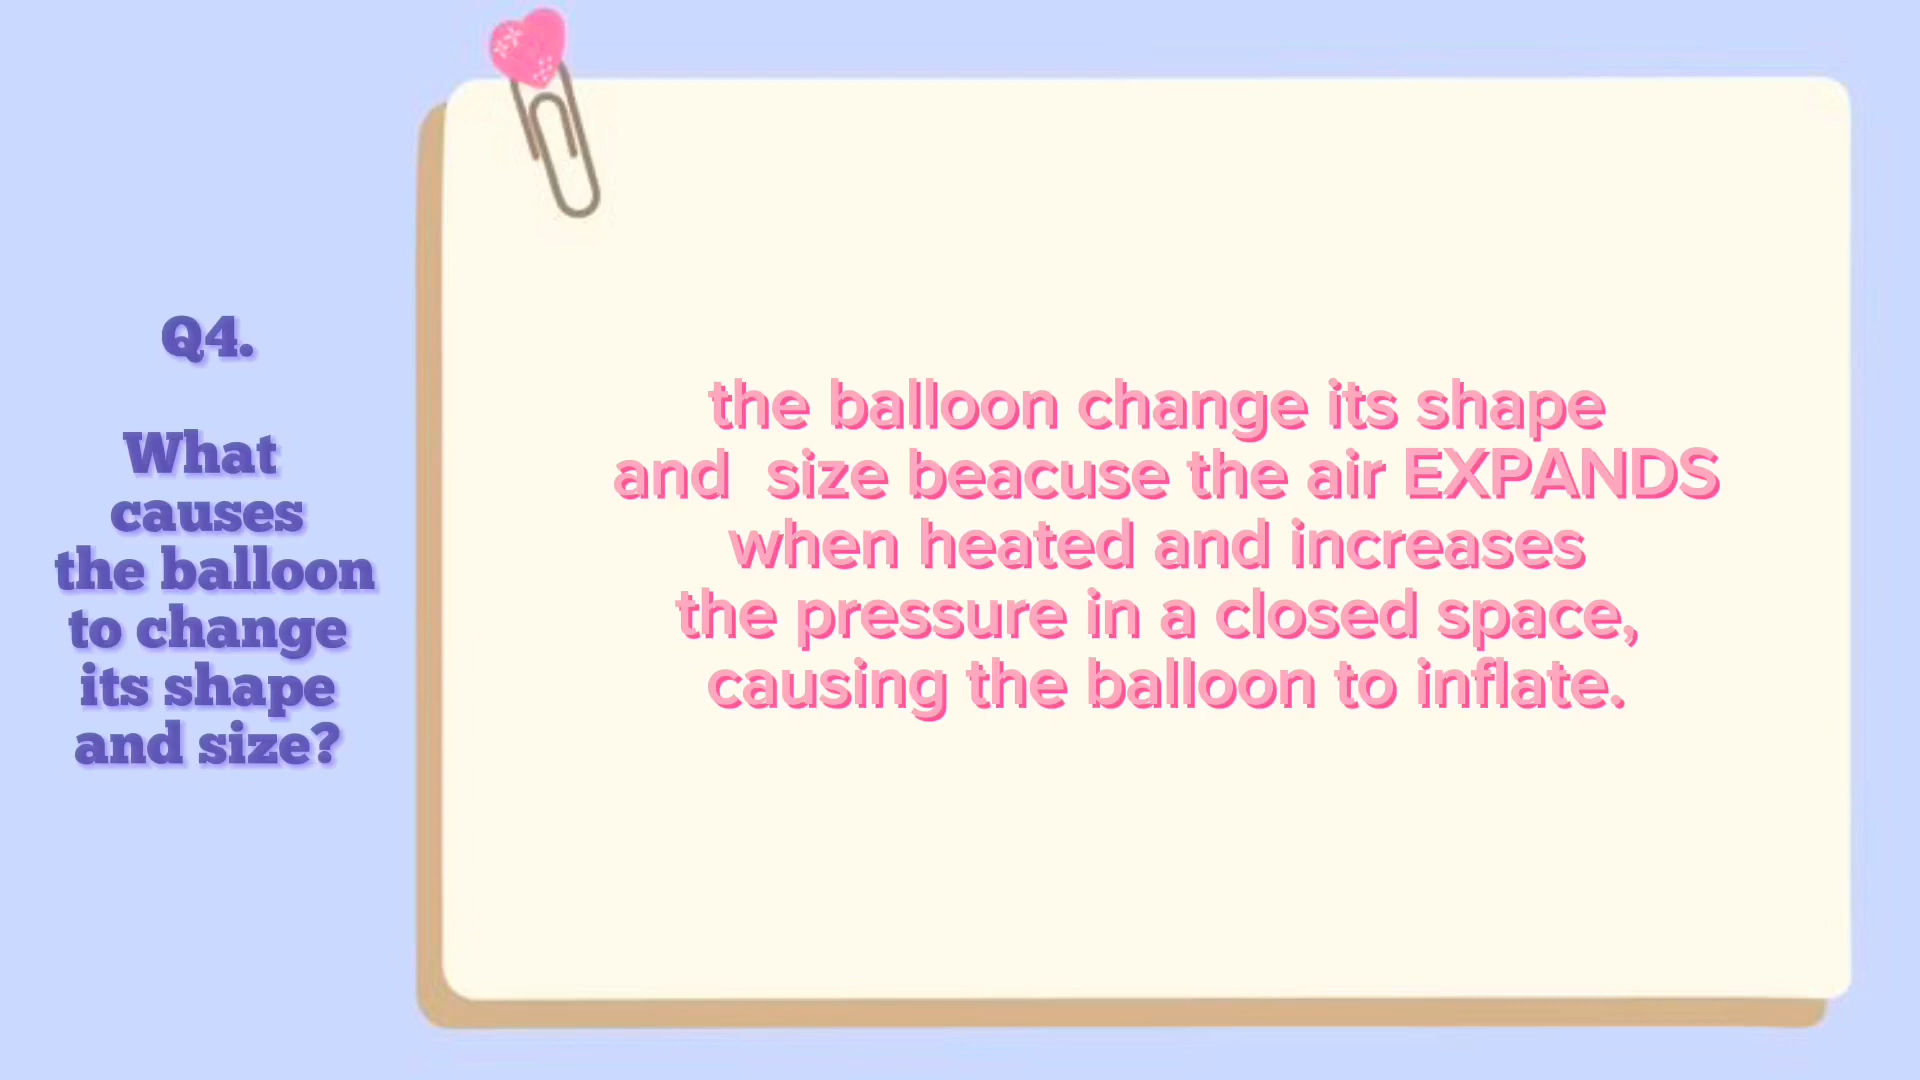 Q4.
What
causes
the balloon
to change
its shape
and size?
the balloon change its shape
and  size beacuse the air EXPANDS
when heated and increases
the pressure in a closed space,
causing the balloon to inflate.